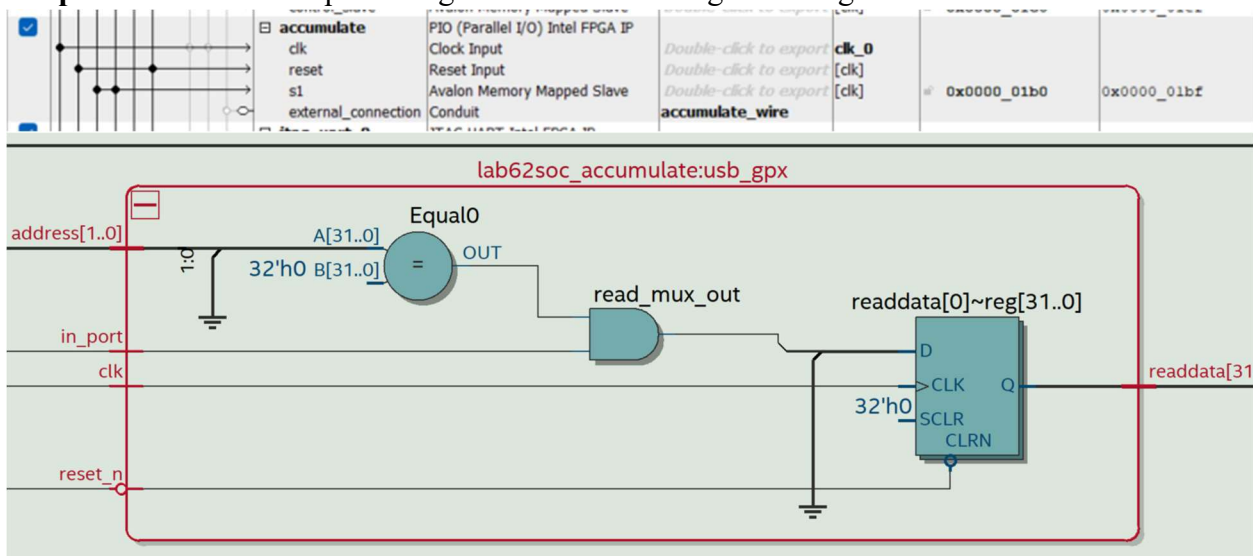 accumulate PIO (Parallel I/O) Intel FPGA IP
clk Clock Input Double-click to export clk_0
reset Reset Input Double-click to export [clk]
s1 Avalon Memory Mapped Slave Double-click to export [clk] 0x0000_01b0 0x0000_01bf
external_connection Conduit accumulate_wire
lab62soc_accumulate:usb_gpx
Equal0
address[1..0] 1:0 A[31..0] = OUT
32'h0 B[31..0]
read_mux_out
readdata[0]~reg[31..0]
in_port D
clk CLK Q readdata[31
32'h0 SCLR
CLRN
reset_n